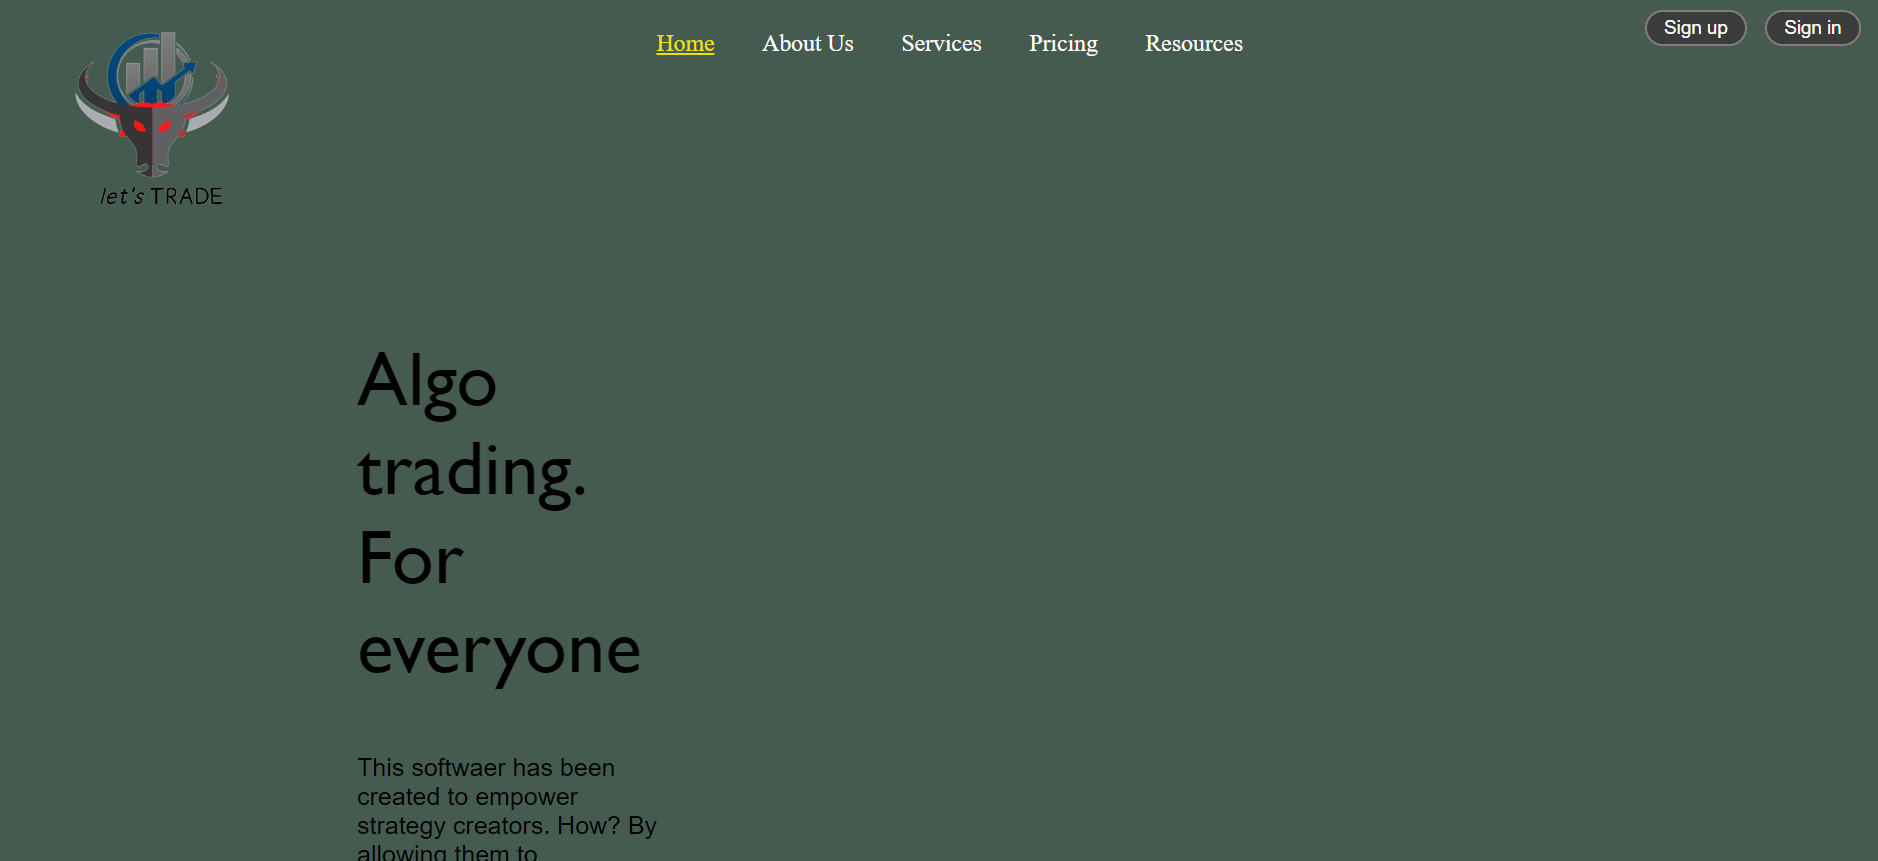 Home About Us Services Pricing Resources
Sign up Sign in
let's TRADE
Algo
trading.
For
everyone
This softwaer has been
created to empower
strategy creators. How? By
allowing them to